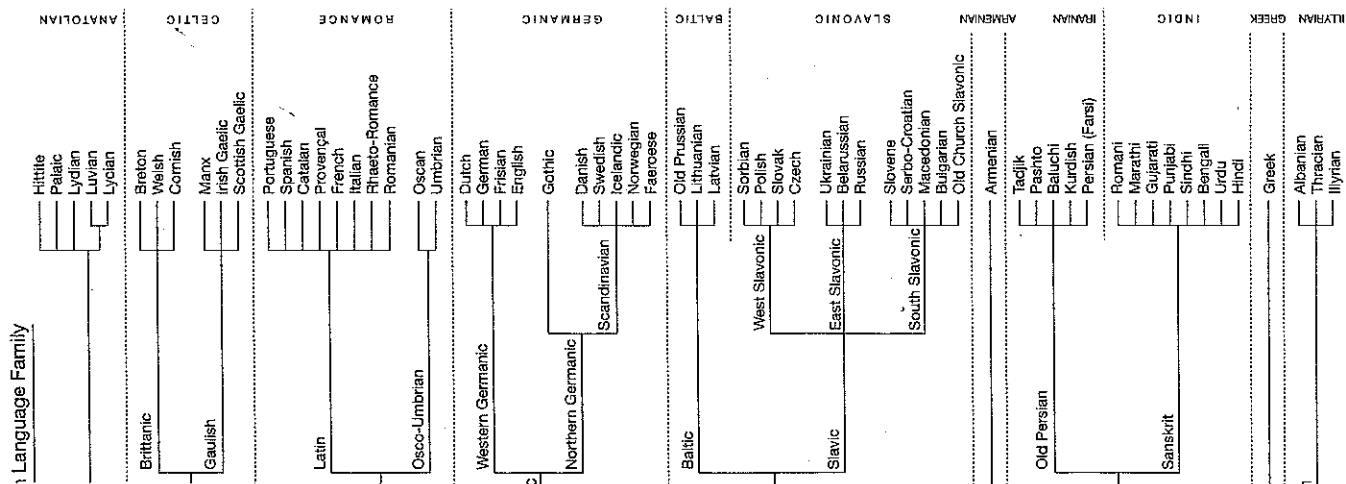 n Language Family
ANATOLIAN
Hittite
Palaic
Lydian
Luvian
Lycian
CELTIC
Brittanic
Breton
Welsh
Cornish
Gaulish
Manx
Irish Gaelic
Scottish Gaelic
ROMANCE
Latin
Portuguese
Spanish
Catalan
Provençal
French
Italian
Rhaeto-Romance
Romanian
Osco-Umbrian
Oscan
Umbrian
GERMANIC
Western Germanic
Dutch
German
Frisian
English
Northern Germanic
Gothic
Scandinavian
Danish
Swedish
Icelandic
Norwegian
Faeroese
BALTIC
Baltic
Old Prussian
Lithuanian
Latvian
SLAVONIC
Slavic
West Slavonic
Sorbian
Polish
Slovak
Czech
East Slavonic
Ukrainian
Belarussian
Russian
South Slavonic
Slovene
Serbo-Croatian
Macedonian
Bulgarian
Old Church Slavonic
ARMENIAN
Armenian
IRANIAN
Old Persian
Tadjik
Pashto
Baluchi
Kurdish
Persian (Farsi)
INDIC
Sanskrit
Romani
Marathi
Gujarati
Punjabi
Sindhi
Bengali
Urdu
Hindi
GREEK
Greek
ILLYRIAN
Albanian
Thracian
Illyrian